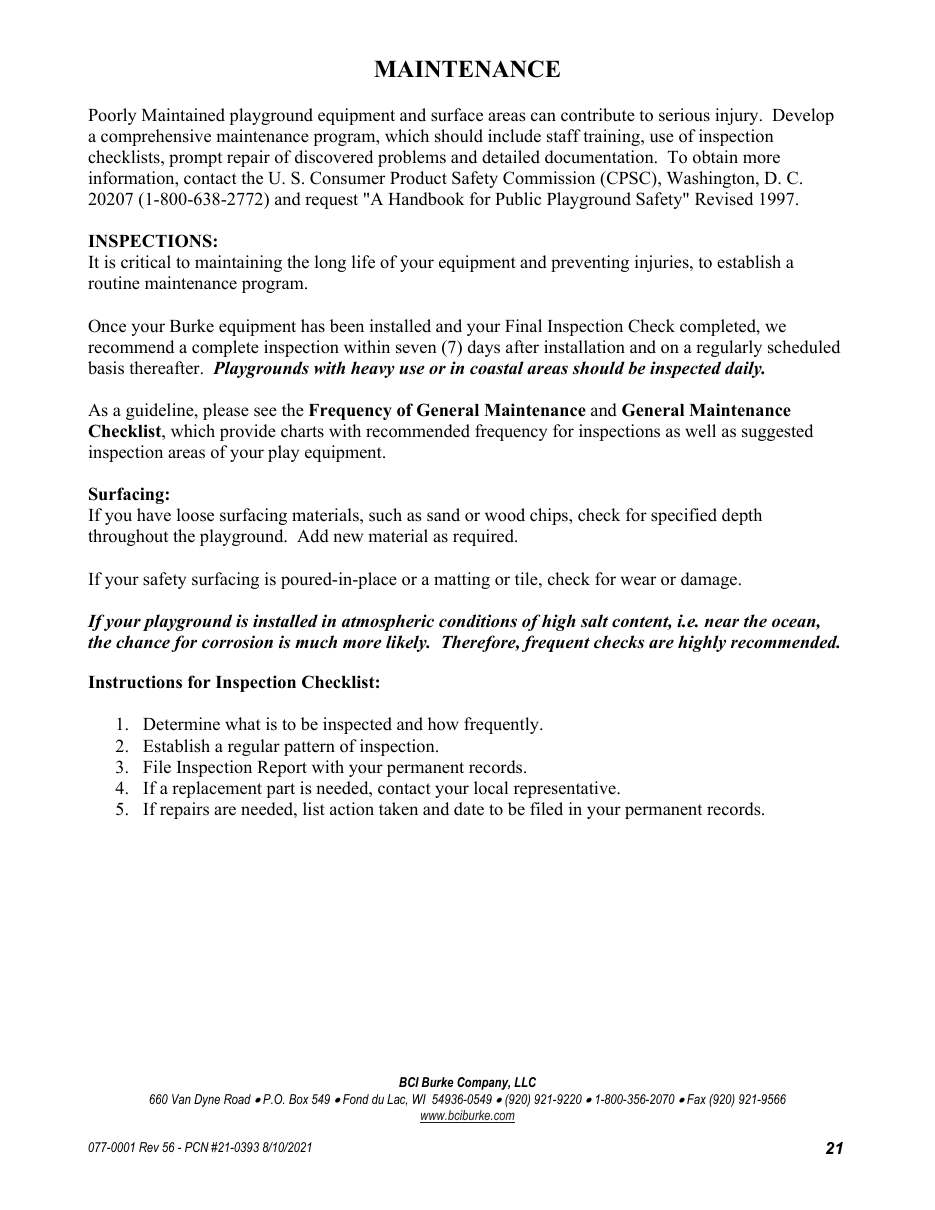 MAINTENANCE
Poorly Maintained playground equipment and surface areas can contribute to serious injury.  Develop
a comprehensive maintenance program, which should include staff training, use of inspection
checklists, prompt repair of discovered problems and detailed documentation.  To obtain more
information, contact the U. S. Consumer Product Safety Commission (CPSC), Washington, D. C.
20207 (1-800-638-2772) and request "A Handbook for Public Playground Safety" Revised 1997.
INSPECTIONS:
It is critical to maintaining the long life of your equipment and preventing injuries, to establish a
routine maintenance program.
Once your Burke equipment has been installed and your Final Inspection Check completed, we
recommend a complete inspection within seven (7) days after installation and on a regularly scheduled
basis thereafter.  Playgrounds with heavy use or in coastal areas should be inspected daily.
As a guideline, please see the Frequency of General Maintenance and General Maintenance
Checklist, which provide charts with recommended frequency for inspections as well as suggested
inspection areas of your play equipment.
Surfacing:
If you have loose surfacing materials, such as sand or wood chips, check for specified depth
throughout the playground.  Add new material as required.
If your safety surfacing is poured-in-place or a matting or tile, check for wear or damage.
If your playground is installed in atmospheric conditions of high salt content, i.e. near the ocean,
the chance for corrosion is much more likely.  Therefore, frequent checks are highly recommended.
Instructions for Inspection Checklist:
1. Determine what is to be inspected and how frequently.
2. Establish a regular pattern of inspection.
3. File Inspection Report with your permanent records.
4. If a replacement part is needed, contact your local representative.
5. If repairs are needed, list action taken and date to be filed in your permanent records.
BCI Burke Company, LLC
660 Van Dyne Road • P.O. Box 549 • Fond du Lac, WI  54936-0549 • (920) 921-9220 • 1-800-356-2070 • Fax (920) 921-9566
www.bciburke.com
077-0001 Rev 56 - PCN #21-0393 8/10/2021 21